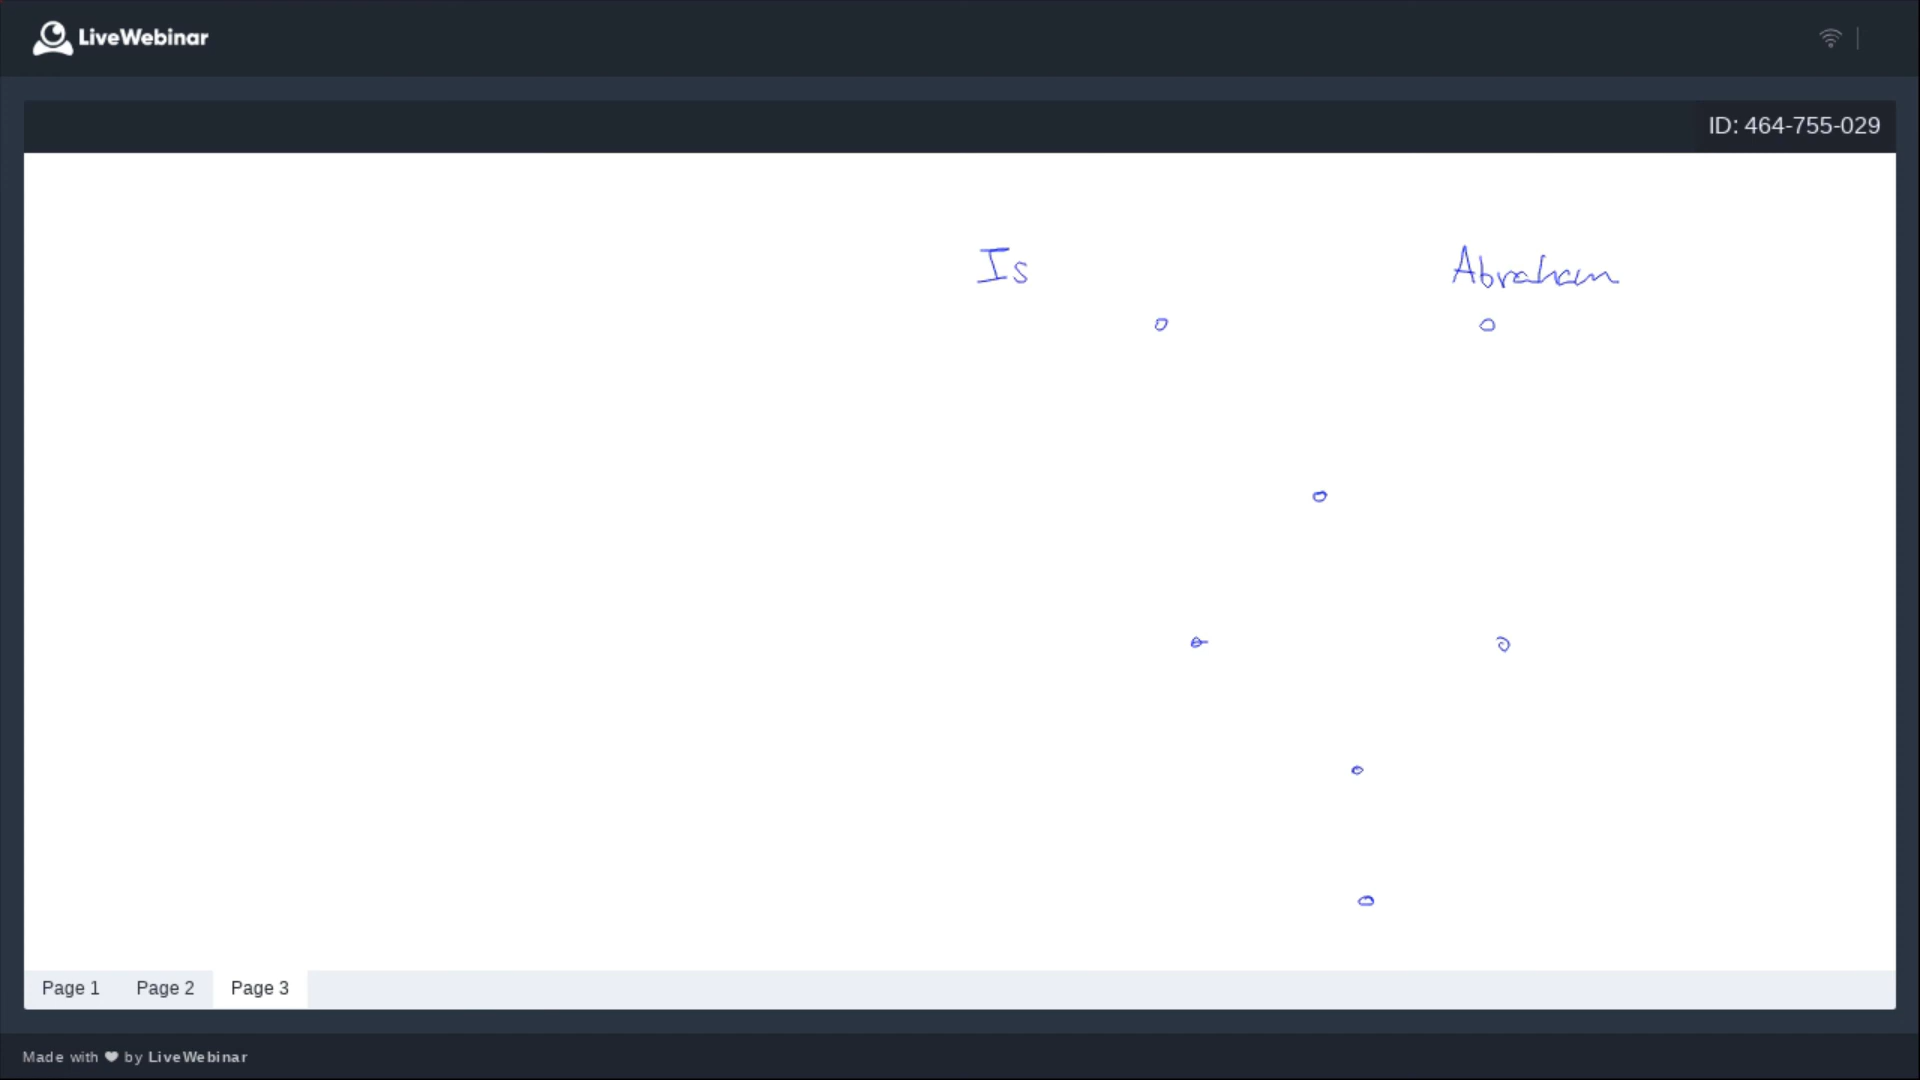 LiveWebinar
ID: 464-755-029
Is Abraham
Page 1 Page 2 Page 3
Made with ❤ by LiveWebinar